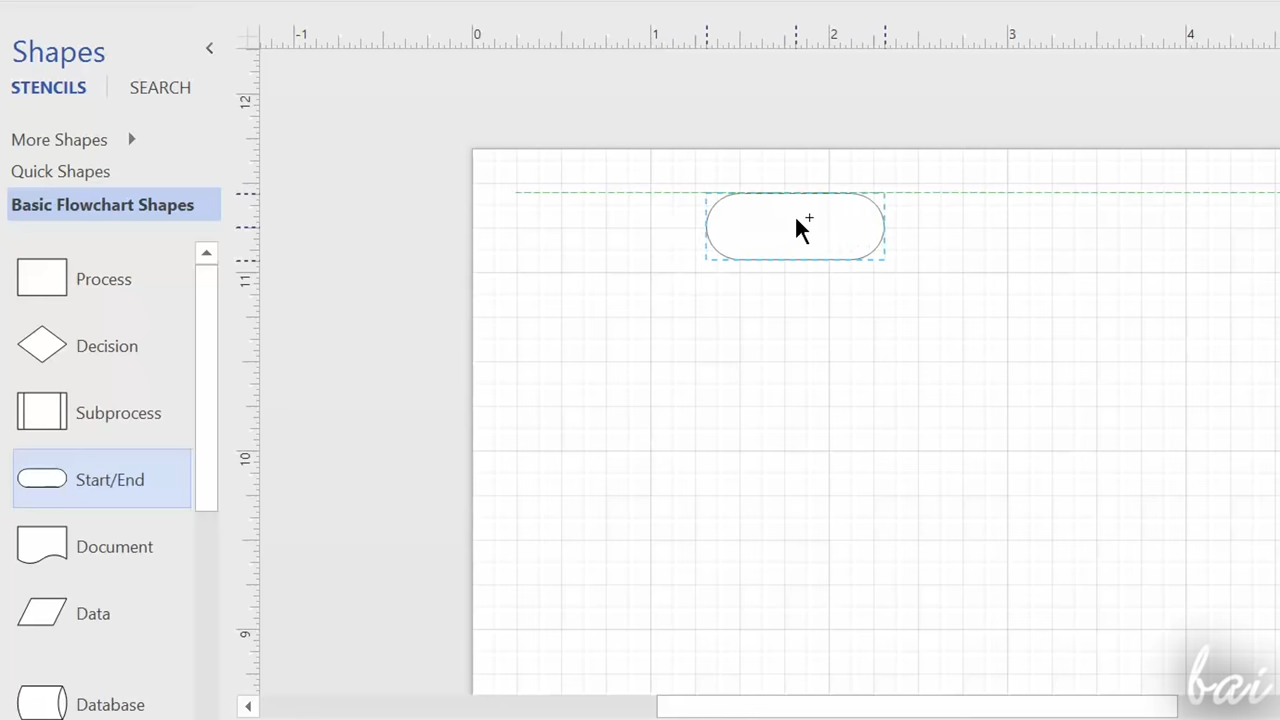 Shapes
STENCILS
SEARCH
More Shapes
Quick Shapes
Basic Flowchart Shapes
Process
Decision
Subprocess
Start/End
Document
Data
Database
-1 0 1 2 3 4
12
11
10
9
bai